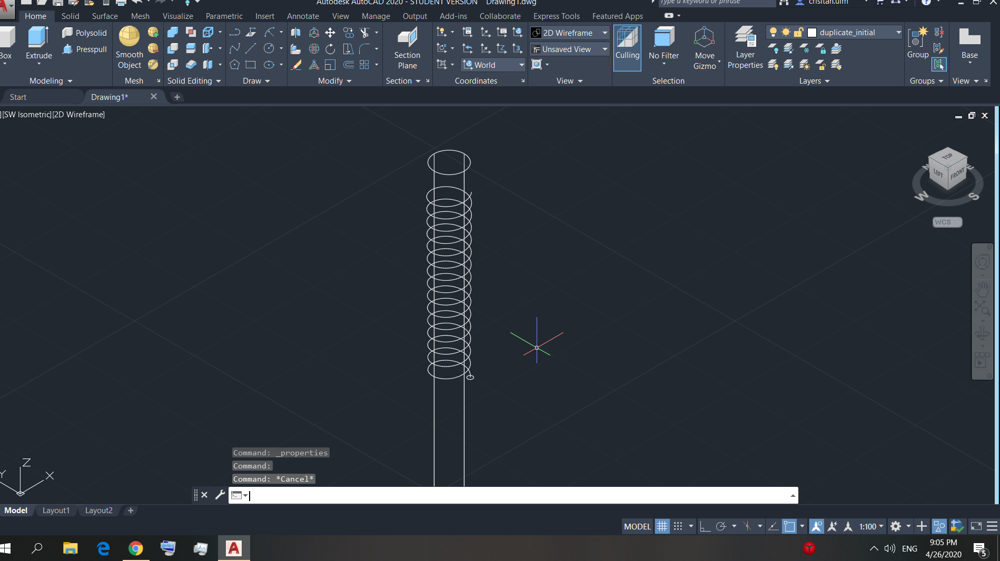 Autodesk AutoCAD 2020 - STUDENT VERSION Drawing1.dwg
Type a keyword or phrase
crisitan.ulm
Home Solid Surface Mesh Visualize Parametric Insert Annotate View Manage Output Add-ins Collaborate Express Tools Featured Apps
Box
Extrude
Polysolid
Presspull
Modeling
Smooth
Object
Mesh
Solid Editing
Draw
Modify
Section
Plane
Section
World
Coordinates
2D Wireframe
Unsaved View
View
Culling
No Filter
Move
Gizmo
Selection
Layer
Properties
duplicate_initial
Layers
Group
Groups
Base
View
Start
Drawing1*
][SW Isometric][2D Wireframe]
TOP
LEFT
FRONT
N
E
W
S
WCS
Command: _properties
Command:
Command: *Cancel*
Z
Y
X
Model
Layout1
Layout2
MODEL
1:100
ENG
9:05 PM
4/26/2020
5